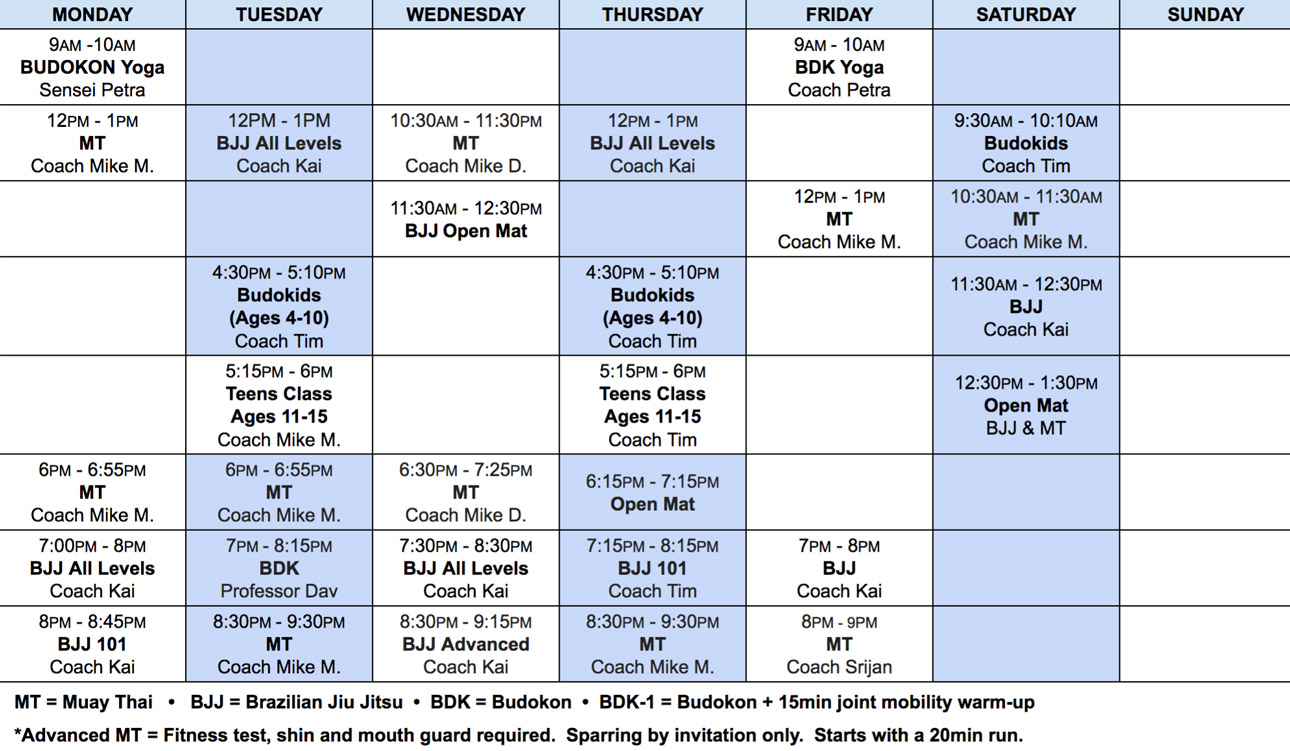 MONDAY TUESDAY WEDNESDAY THURSDAY FRIDAY SATURDAY SUNDAY
9AM -10AM
BUDOKON Yoga
Sensei Petra
9AM - 10AM
BDK Yoga
Coach Petra
12PM - 1PM
MT
Coach Mike M.
12PM - 1PM
BJJ All Levels
Coach Kai
10:30AM - 11:30PM
MT
Coach Mike D.
12PM - 1PM
BJJ All Levels
Coach Kai
9:30AM - 10:10AM
Budokids
Coach Tim
11:30AM - 12:30PM
BJJ Open Mat
12PM - 1PM
MT
Coach Mike M.
10:30AM - 11:30AM
MT
Coach Mike M.
4:30PM - 5:10PM
Budokids
(Ages 4-10)
Coach Tim
4:30PM - 5:10PM
Budokids
(Ages 4-10)
Coach Tim
11:30AM - 12:30PM
BJJ
Coach Kai
5:15PM - 6PM
Teens Class
Ages 11-15
Coach Mike M.
5:15PM - 6PM
Teens Class
Ages 11-15
Coach Tim
12:30PM - 1:30PM
Open Mat
BJJ & MT
6PM - 6:55PM
MT
Coach Mike M.
6PM - 6:55PM
MT
Coach Mike M.
6:30PM - 7:25PM
MT
Coach Mike D.
6:15PM - 7:15PM
Open Mat
7:00PM - 8PM
BJJ All Levels
Coach Kai
7PM - 8:15PM
BDK
Professor Dav
7:30PM - 8:30PM
BJJ All Levels
Coach Kai
7:15PM - 8:15PM
BJJ 101
Coach Tim
7PM - 8PM
BJJ
Coach Kai
8PM - 8:45PM
BJJ 101
Coach Kai
8:30PM - 9:30PM
MT
Coach Mike M.
8:30PM - 9:15PM
BJJ Advanced
Coach Kai
8:30PM - 9:30PM
MT
Coach Mike M.
8PM - 9PM
MT
Coach Srijan
MT = Muay Thai • BJJ = Brazilian Jiu Jitsu • BDK = Budokon • BDK-1 = Budokon + 15min joint mobility warm-up
*Advanced MT = Fitness test, shin and mouth guard required. Sparring by invitation only. Starts with a 20min run.